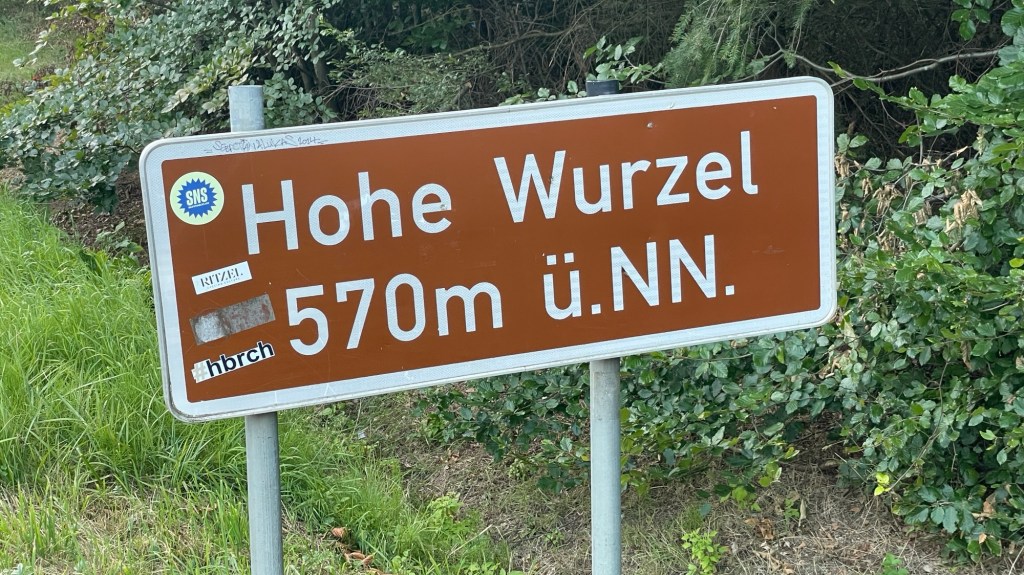 SNS
Hohe Wurzel
RITZEL
570m ü.NN.
#hbrch